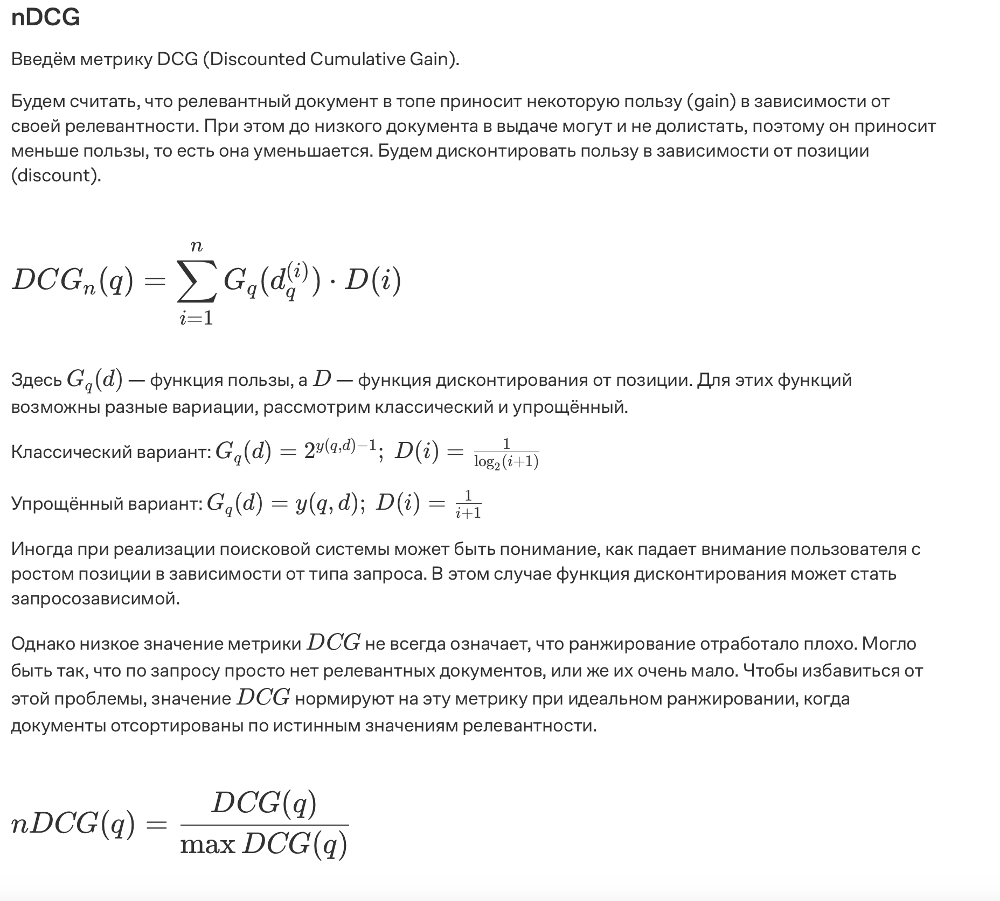 nDCG
Введём метрику DCG (Discounted Cumulative Gain).
Будем считать, что релевантный документ в топе приносит некоторую пользу (gain) в зависимости от
своей релевантности. При этом до низкого документа в выдаче могут и не долистать, поэтому он приносит
меньше пользы, то есть она уменьшается. Будем дисконтировать пользу в зависимости от позиции
(discount).
$DCG_n(q) = \sum_{i=1}^{n} G_q(d_q^{(i)}) \cdot D(i)$
Здесь $G_q(d)$ — функция пользы, а $D$ — функция дисконтирования от позиции. Для этих функций
возможны разные вариации, рассмотрим классический и упрощённый.
Классический вариант: $G_q(d) = 2^{y(q,d)-1};\ D(i) = \frac{1}{\log_2(i+1)}$
Упрощённый вариант: $G_q(d) = y(q, d);\ D(i) = \frac{1}{i+1}$
Иногда при реализации поисковой системы может быть понимание, как падает внимание пользователя с
ростом позиции в зависимости от типа запроса. В этом случае функция дисконтирования может стать
запросозависимой.
Однако низкое значение метрики $DCG$ не всегда означает, что ранжирование отработало плохо. Могло
быть так, что по запросу просто нет релевантных документов, или же их очень мало. Чтобы избавиться от
этой проблемы, значение $DCG$ нормируют на эту метрику при идеальном ранжировании, когда
документы отсортированы по истинным значениям релевантности.
$nDCG(q) = \frac{DCG(q)}{\max DCG(q)}$